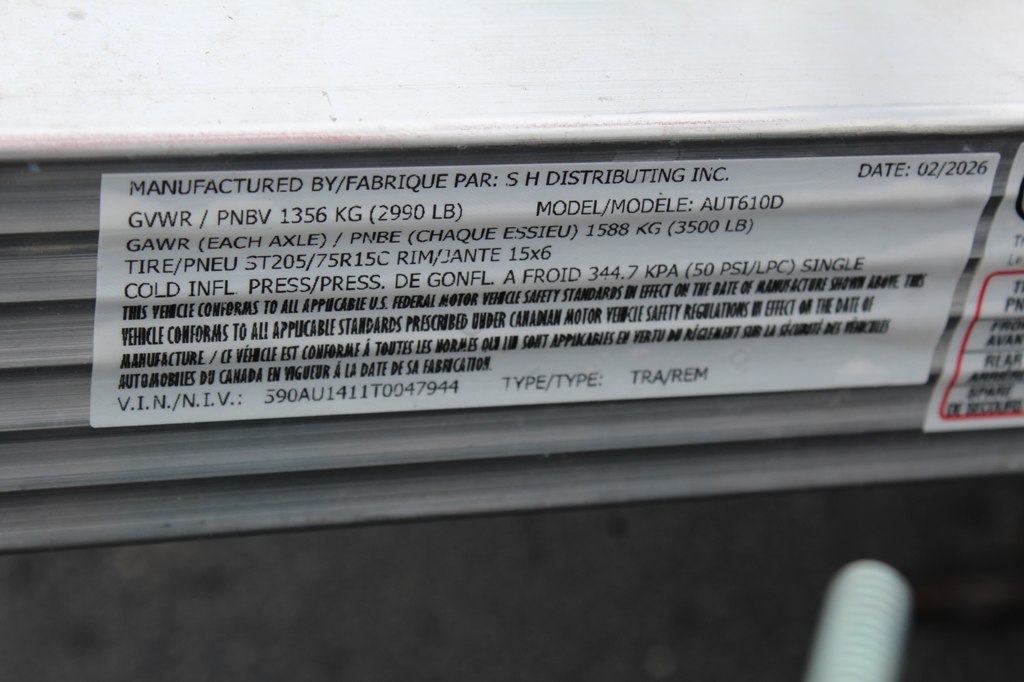 MANUFACTURED BY/FABRIQUE PAR: S H DISTRIBUTING INC. DATE: 02/2026
GVWR / PNBV 1356 KG (2990 LB) MODEL/MODÈLE: AUT610D
GAWR (EACH AXLE) / PNBE (CHAQUE ESSIEU) 1588 KG (3500 LB)
TIRE/PNEU ST205/75R15C RIM/JANTE 15x6
COLD INFL. PRESS/PRESS. DE GONFL. A FROID 344.7 KPA (50 PSI/LPC) SINGLE
THIS VEHICLE CONFORMS TO ALL APPLICABLE U.S. FEDERAL MOTOR VEHICLE SAFETY STANDARDS IN EFFECT ON THE DATE OF MANUFACTURE SHOWN ABOVE. THIS
VEHICLE CONFORMS TO ALL APPLICABLE STANDARDS PRESCRIBED UNDER CANADIAN MOTOR VEHICLE SAFETY REGULATIONS IN EFFECT ON THE DATE OF
MANUFACTURE / CE VÉHICLE EST CONFORME À TOUTES LES NORMES QUI LUI SONT APPLICABLES EN VERTU DU RÈGLEMENT SUR LA SÉCURITÉ DES VÉHICLES
AUTOMOBILES DU CANADA EN VIGUEUR À LA DATE DE SA FABRICATION.
V.I.N./N.I.V.: 590AU1411T0047944 TYPE/TYPE: TRA/REM
REAR
SPARE